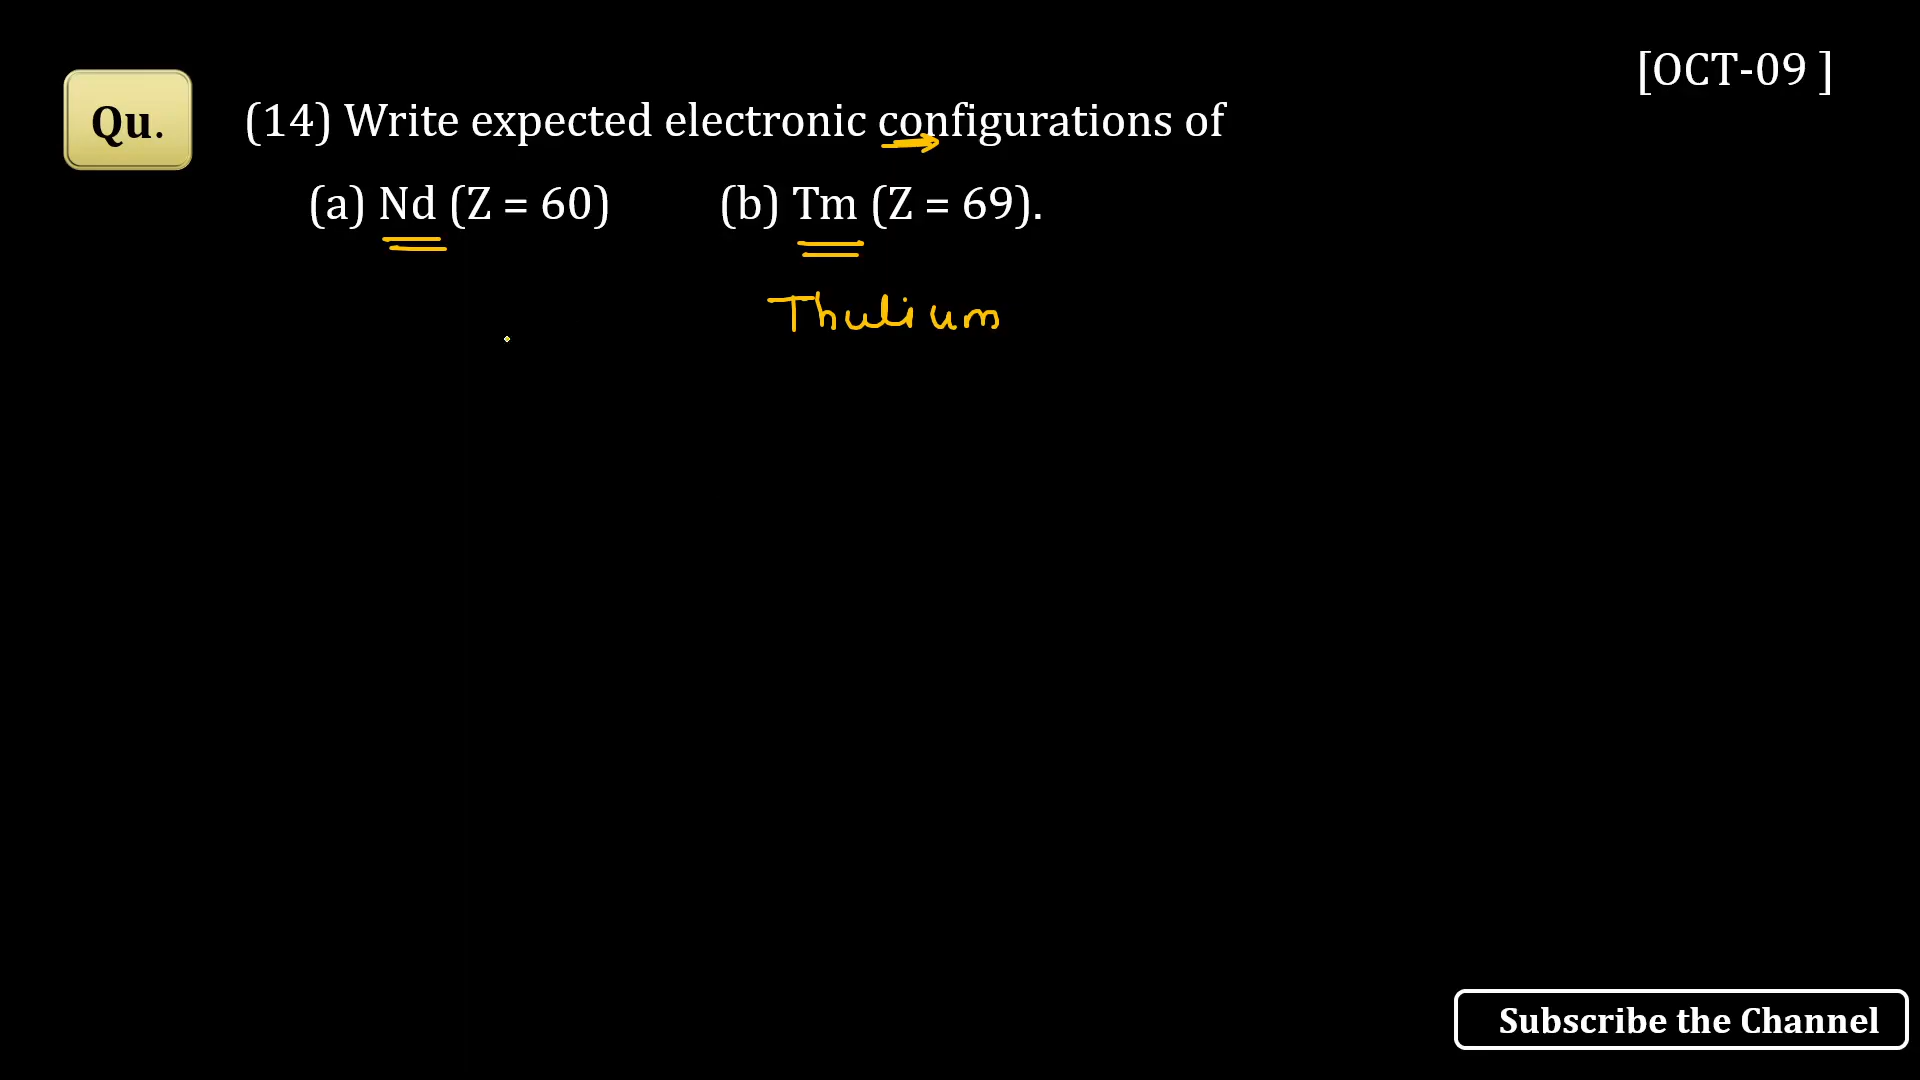 [OCT-09 ]
Qu. (14) Write expected electronic configurations of
(a) Nd (Z = 60) (b) Tm (Z = 69).
Thulium
Subscribe the Channel